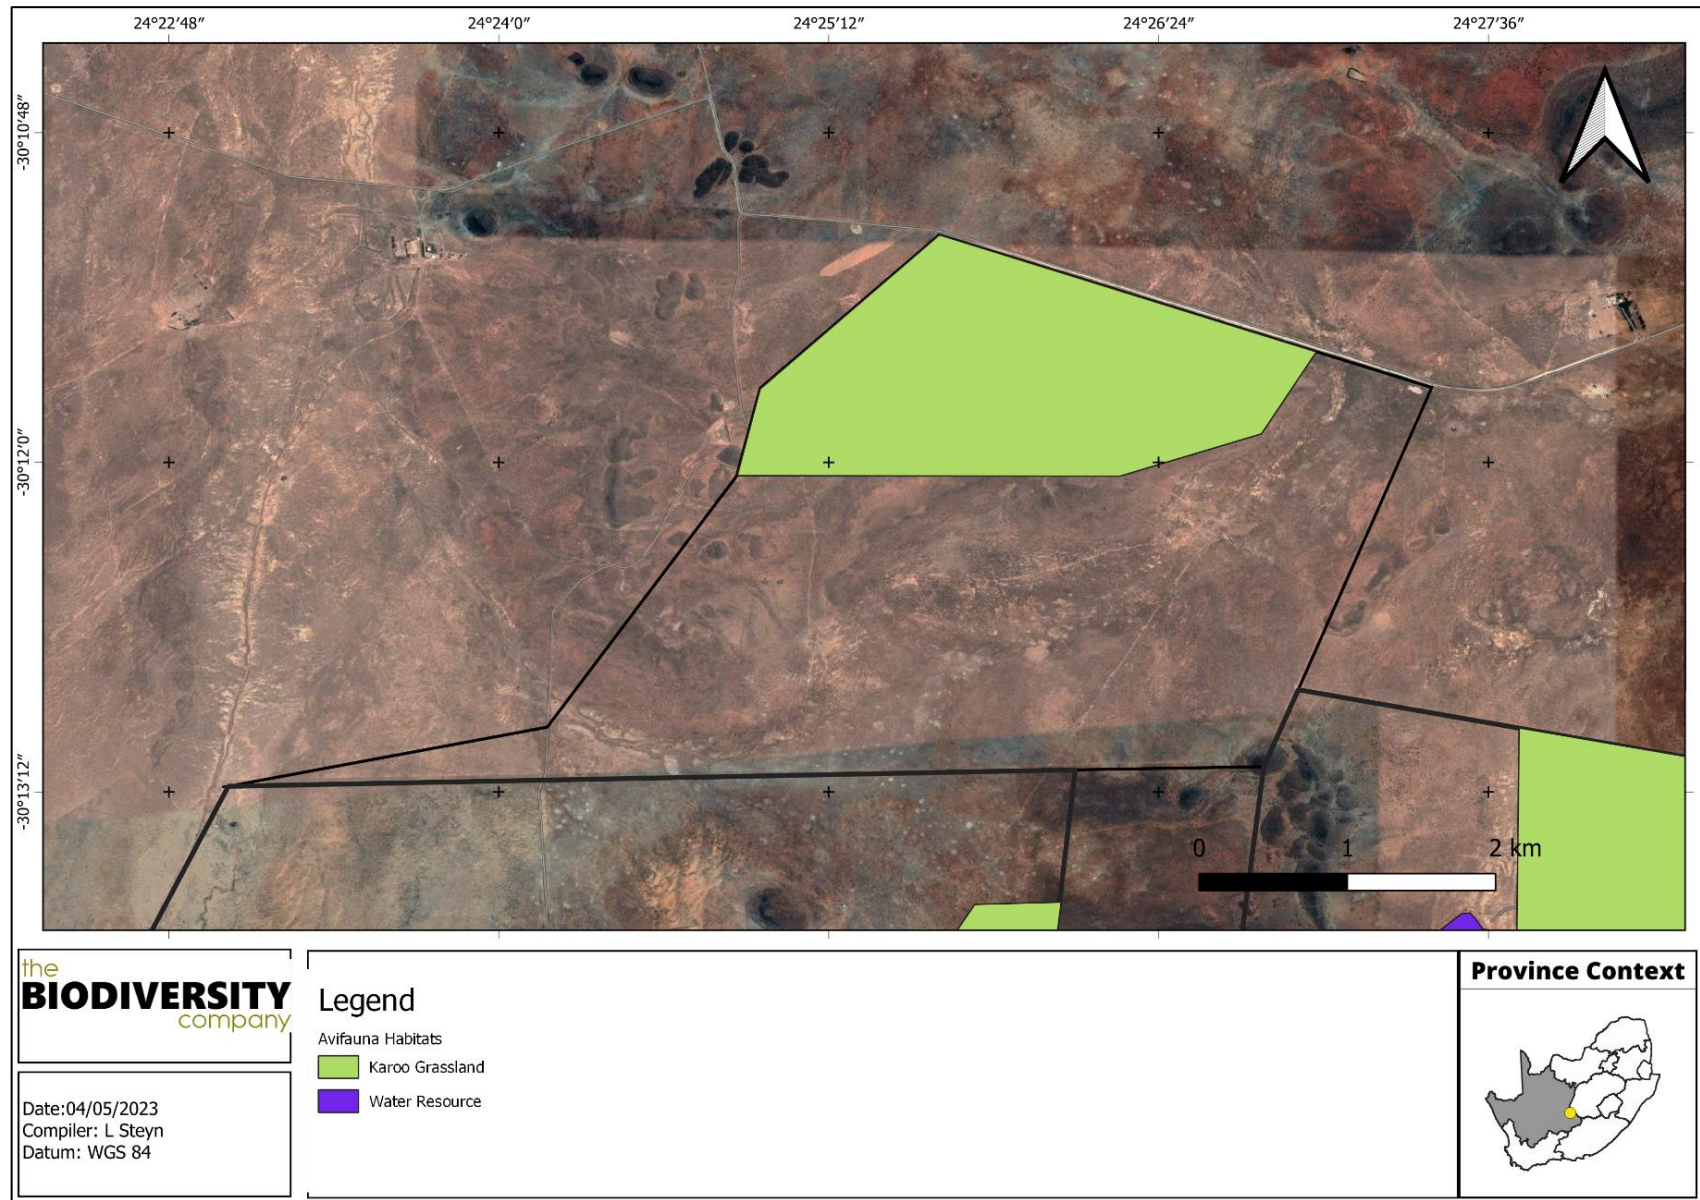 24°22′48″ 24°24′0″ 24°25′12″ 24°26′24″ 24°27′36″
-30°10′48″
-30°12′0″
-30°13′12″
0 1 2 km
the
BIODIVERSITY
company
Date:04/05/2023
Compiler: L Steyn
Datum: WGS 84
Legend
Avifauna Habitats
Karoo Grassland
Water Resource
Province Context